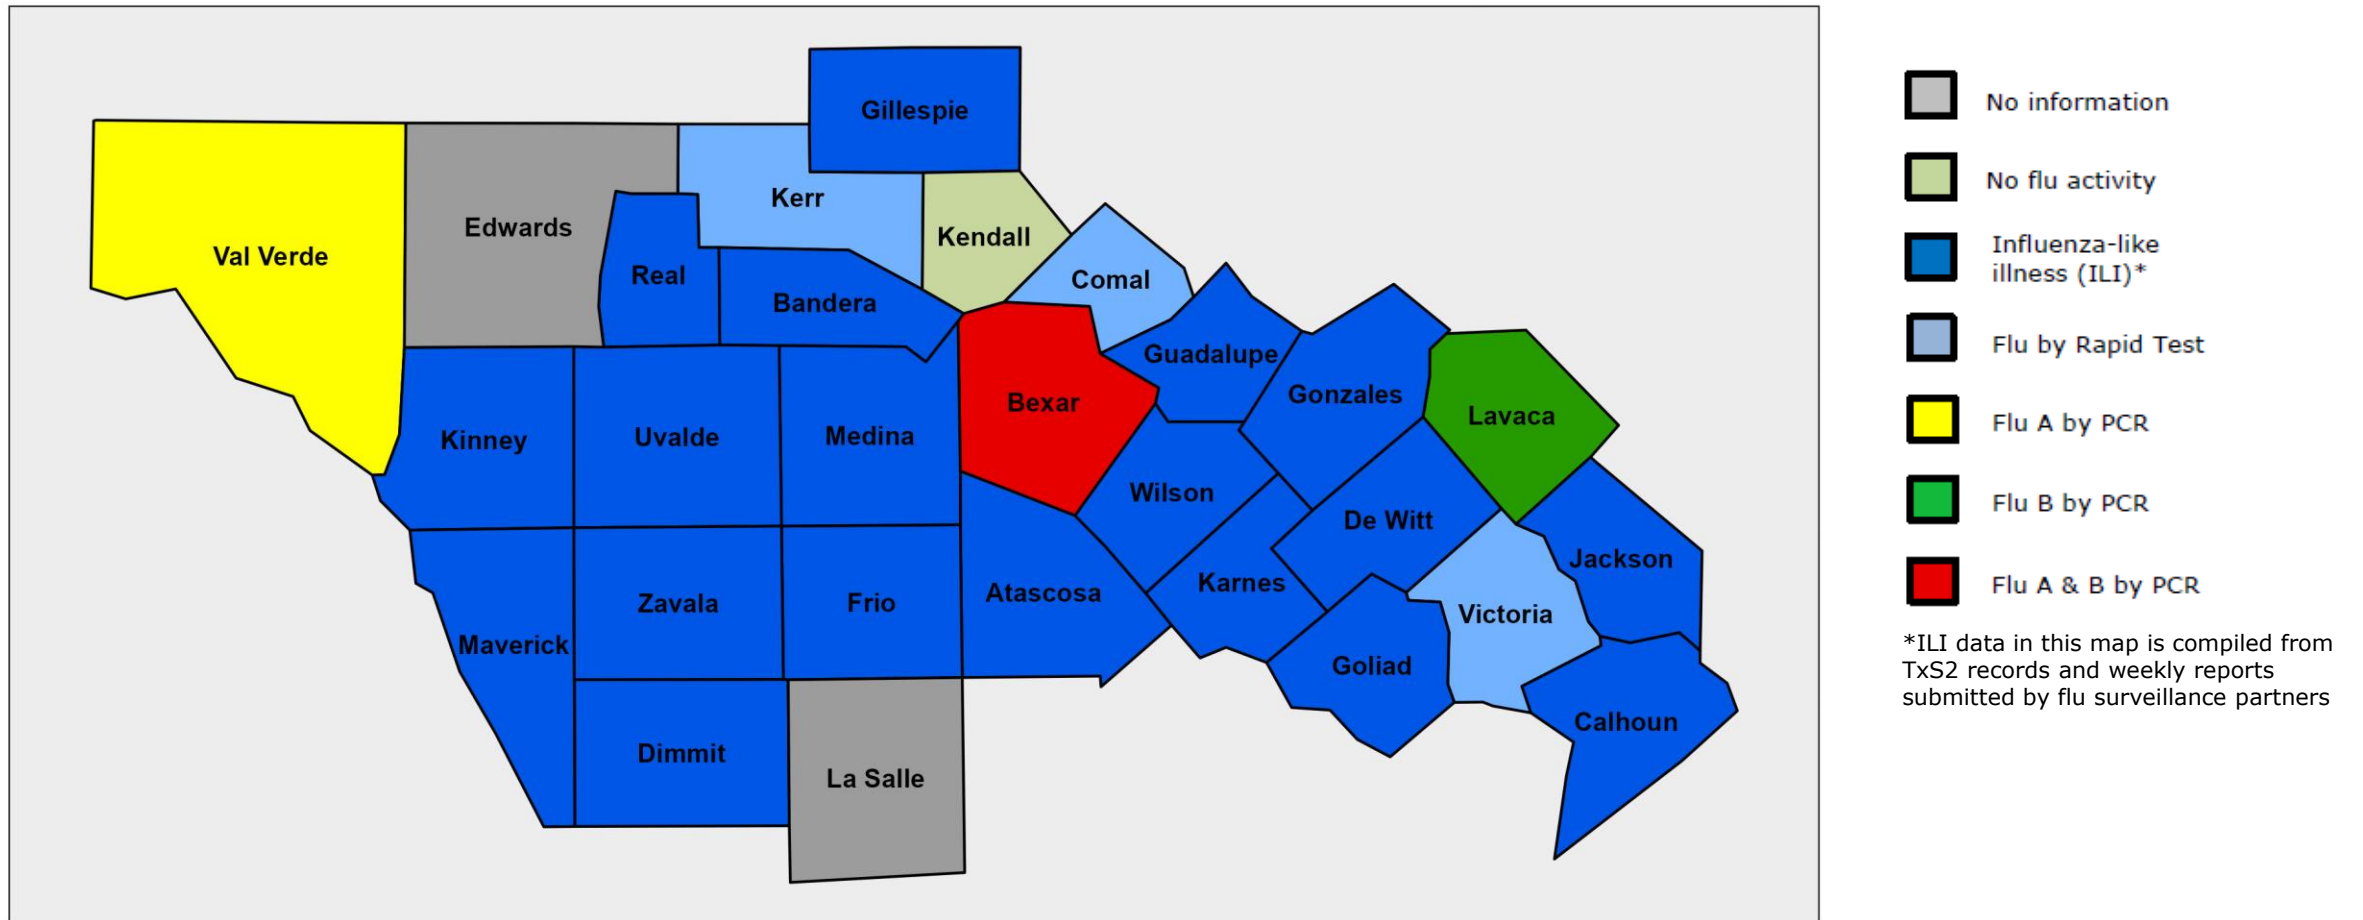 Gillespie
Kerr
Edwards
Kendall
Val Verde
Real
Comal
Bandera
Guadalupe
Gonzales
Bexar
Lavaca
Kinney
Uvalde
Medina
Wilson
De Witt
Jackson
Karnes
Atascosa
Zavala
Frio
Victoria
Maverick
Goliad
Calhoun
Dimmit
La Salle
No information
No flu activity
Influenza-like
illness (ILI)*
Flu by Rapid Test
Flu A by PCR
Flu B by PCR
Flu A & B by PCR
*ILI data in this map is compiled from
TxS2 records and weekly reports
submitted by flu surveillance partners